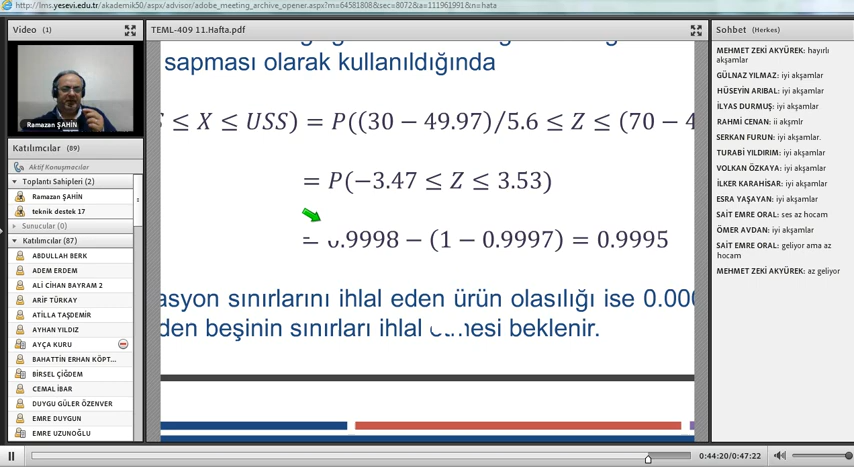 http://lms.yesevi.edu.tr/akademik50/aspx/advisor/adobe_meeting_archive_opener.aspx?m=64581808&sec=8072&a=111961991&n=hata
Video (1)
Ramazan ŞAHİN
Katılımcılar (89)
Aktif Konuşmacılar
Toplantı Sahipleri (2)
Ramazan ŞAHİN
teknik destek 17
Sunucular (0)
Katılımcılar (87)
ABDULLAH BERK
ADEM ERDEM
ALİ CİHAN BAYRAM 2
ARİF TÜRKAY
ATİLLA TAŞDEMİR
AYHAN YILDIZ
AYÇA KURU
BAHATTİN ERHAN KÖPT...
BİRSEL ÇİĞDEM
CEMAL İBAR
DUYGU GÜLER ÖZENVER
EMRE DUYGUN
EMRE UZUNOĞLU
TEML-409 11.Hafta.pdf
sapması olarak kullanıldığında
≤ X ≤ USS) = P((30 − 49.97)/5.6 ≤ Z ≤ (70 − 4
= P(−3.47 ≤ Z ≤ 3.53)
= 0.9998 − (1 − 0.9997) = 0.9995
asyon sınırlarını ihlal eden ürün olasılığı ise 0.000
den beşinin sınırları ihlal etmesi beklenir.
Sohbet (Herkes)
MEHMET ZEKİ AKYÜREK: hayırlı
akşamlar
GÜLNAZ YILMAZ: iyi akşamlar
HÜSEYİN ARIBAL: iyi akşamlar
İLYAS DURMUŞ: iyi akşamlar
RAHMİ CENAN: ii akşmlr
SERKAN FURUN: iyi akşamlar.
TURABİ YILDIRIM: iyi akşamlar
VOLKAN ÖZKAYA: iyi akşamlar
İLKER KARAHİSAR: iyi akşamlar
ESRA YAŞAYAN: iyi akşamlar
SAİT EMRE ORAL: ses az hocam
ÖMER AVDAN: iyi akşamlar
SAİT EMRE ORAL: geliyor ama az
hocam
MEHMET ZEKİ AKYÜREK: az geliyor
0:44:20/0:47:22